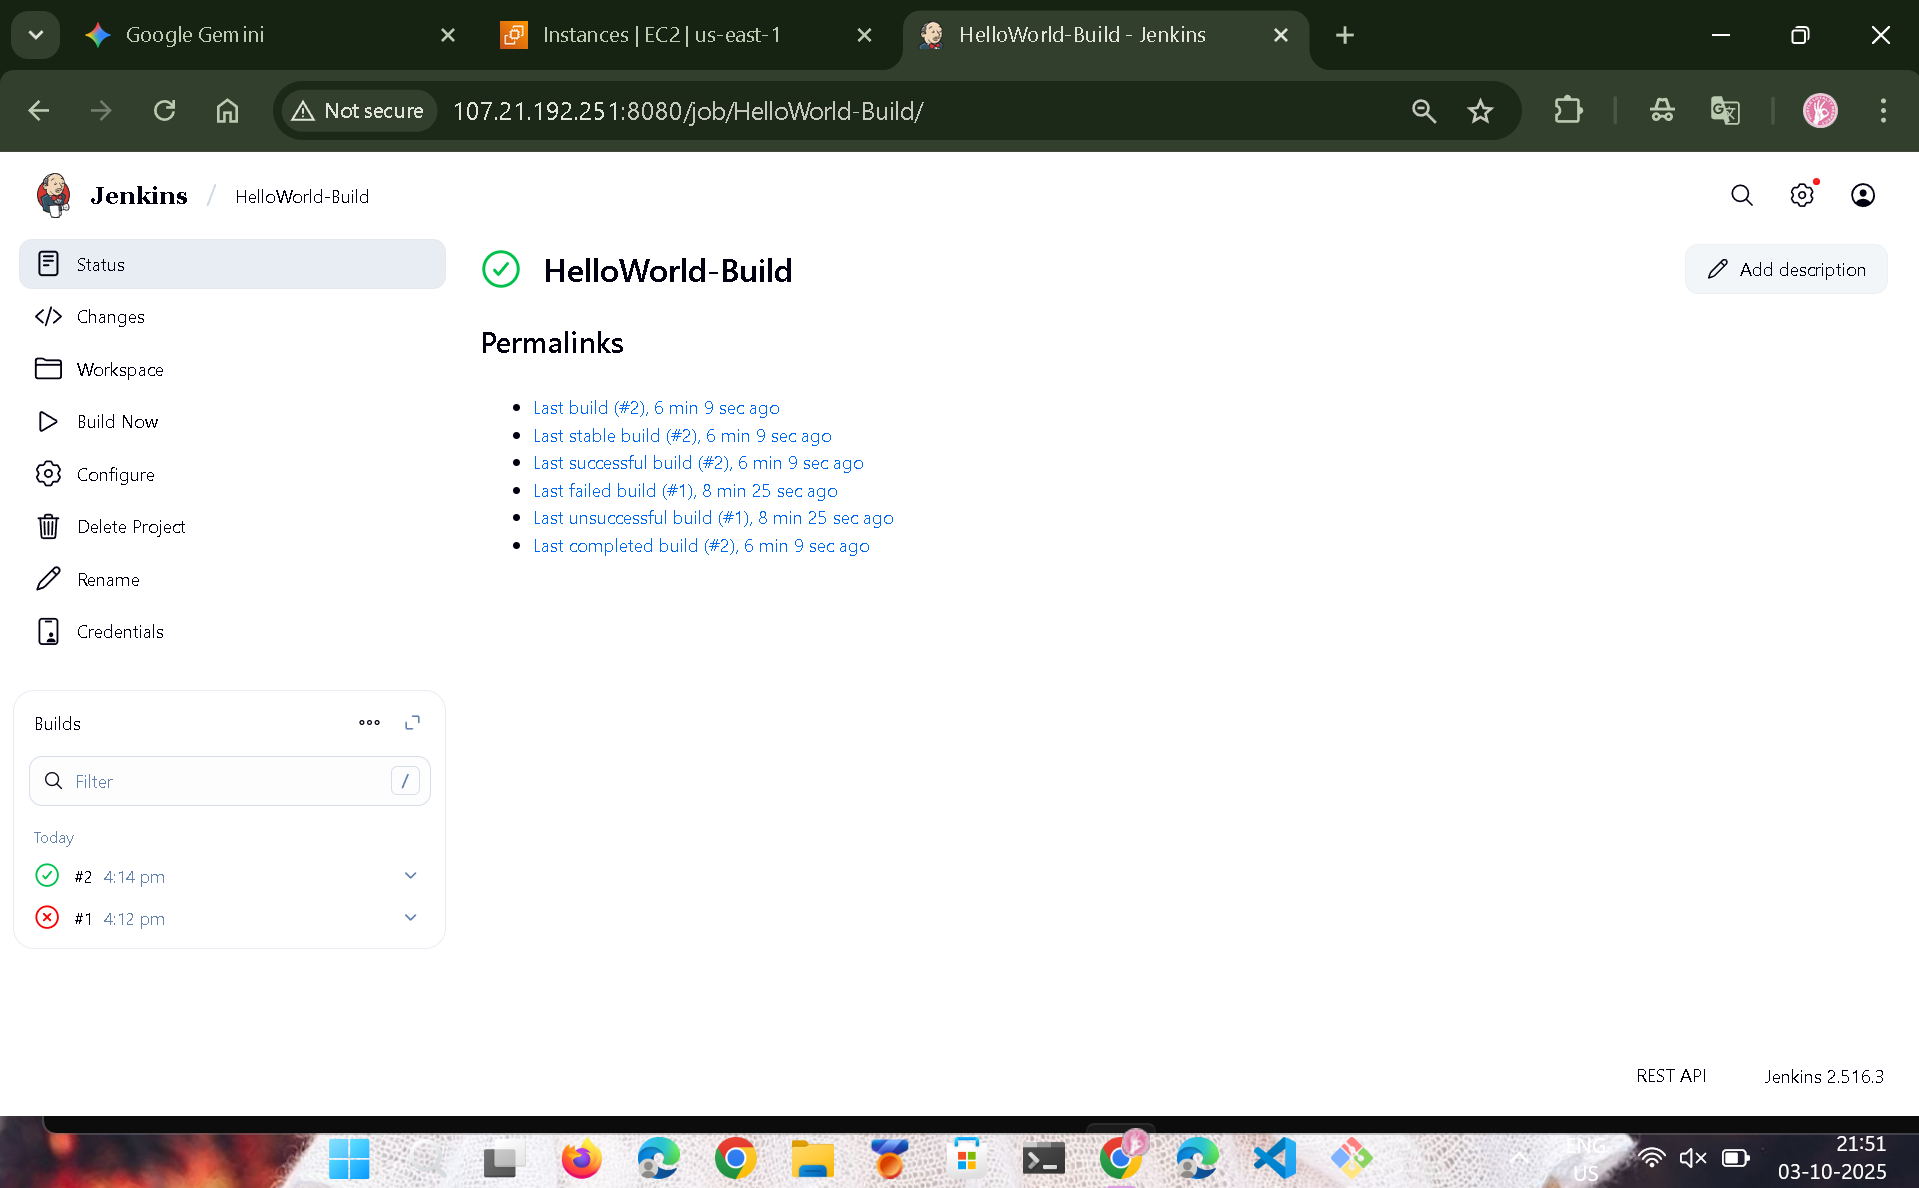 Google Gemini
Instances | EC2 | us-east-1
HelloWorld-Build - Jenkins
Not secure
107.21.192.251:8080/job/HelloWorld-Build/
Jenkins / HelloWorld-Build
Status
Changes
Workspace
Build Now
Configure
Delete Project
Rename
Credentials
HelloWorld-Build
Add description
Permalinks
Last build (#2), 6 min 9 sec ago
Last stable build (#2), 6 min 9 sec ago
Last successful build (#2), 6 min 9 sec ago
Last failed build (#1), 8 min 25 sec ago
Last unsuccessful build (#1), 8 min 25 sec ago
Last completed build (#2), 6 min 9 sec ago
Builds
Filter
/
Today
#2 4:14 pm
#1 4:12 pm
REST API
Jenkins 2.516.3
ENG
US
21:51
03-10-2025